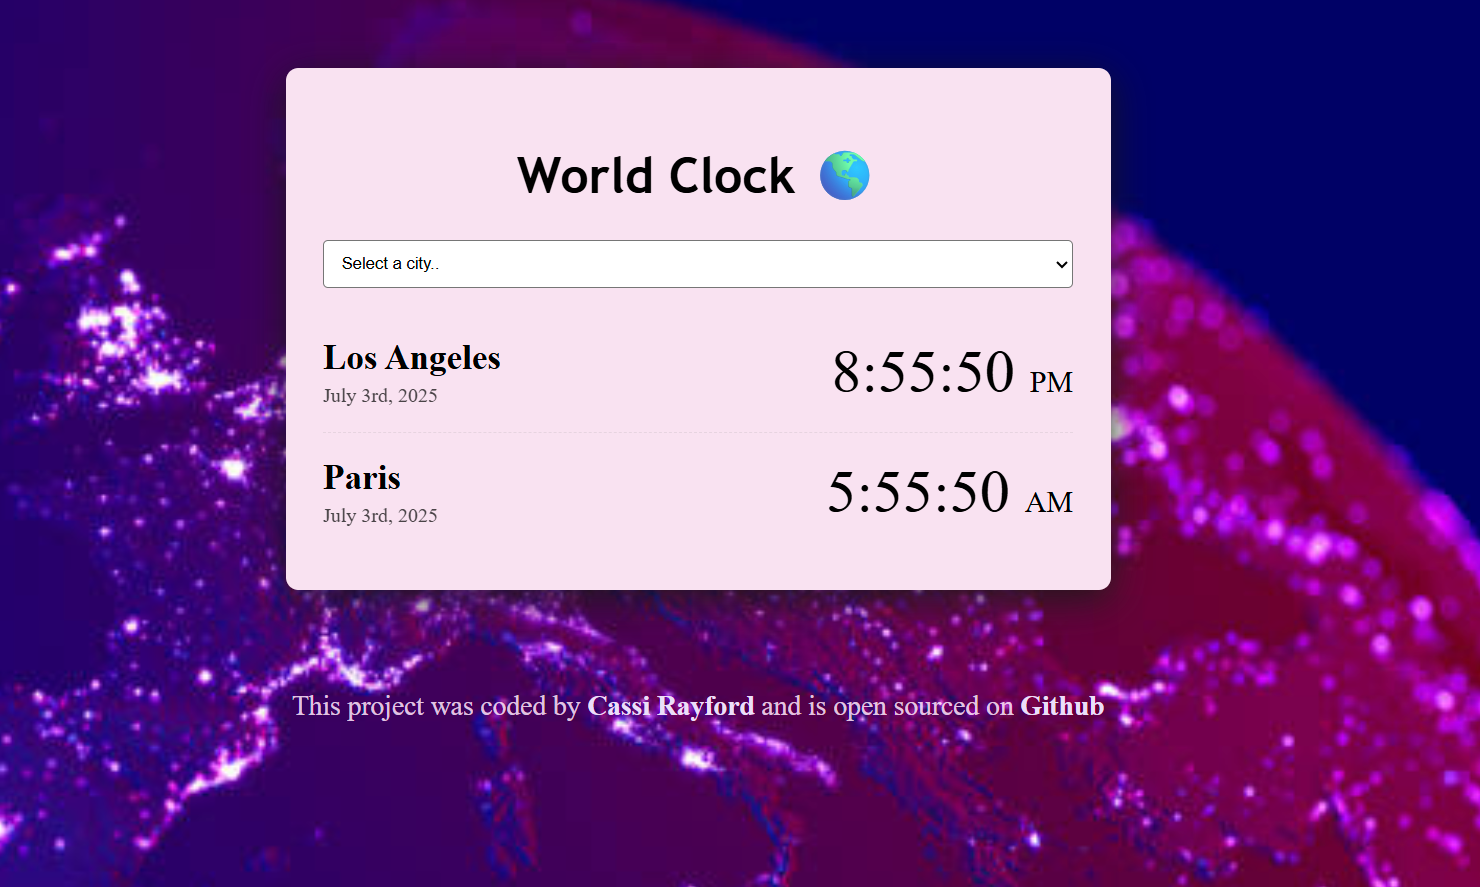 World Clock 🌎
Select a city..
Los Angeles
July 3rd, 2025
8:55:50 PM
Paris
July 3rd, 2025
5:55:50 AM
This project was coded by Cassi Rayford and is open sourced on Github